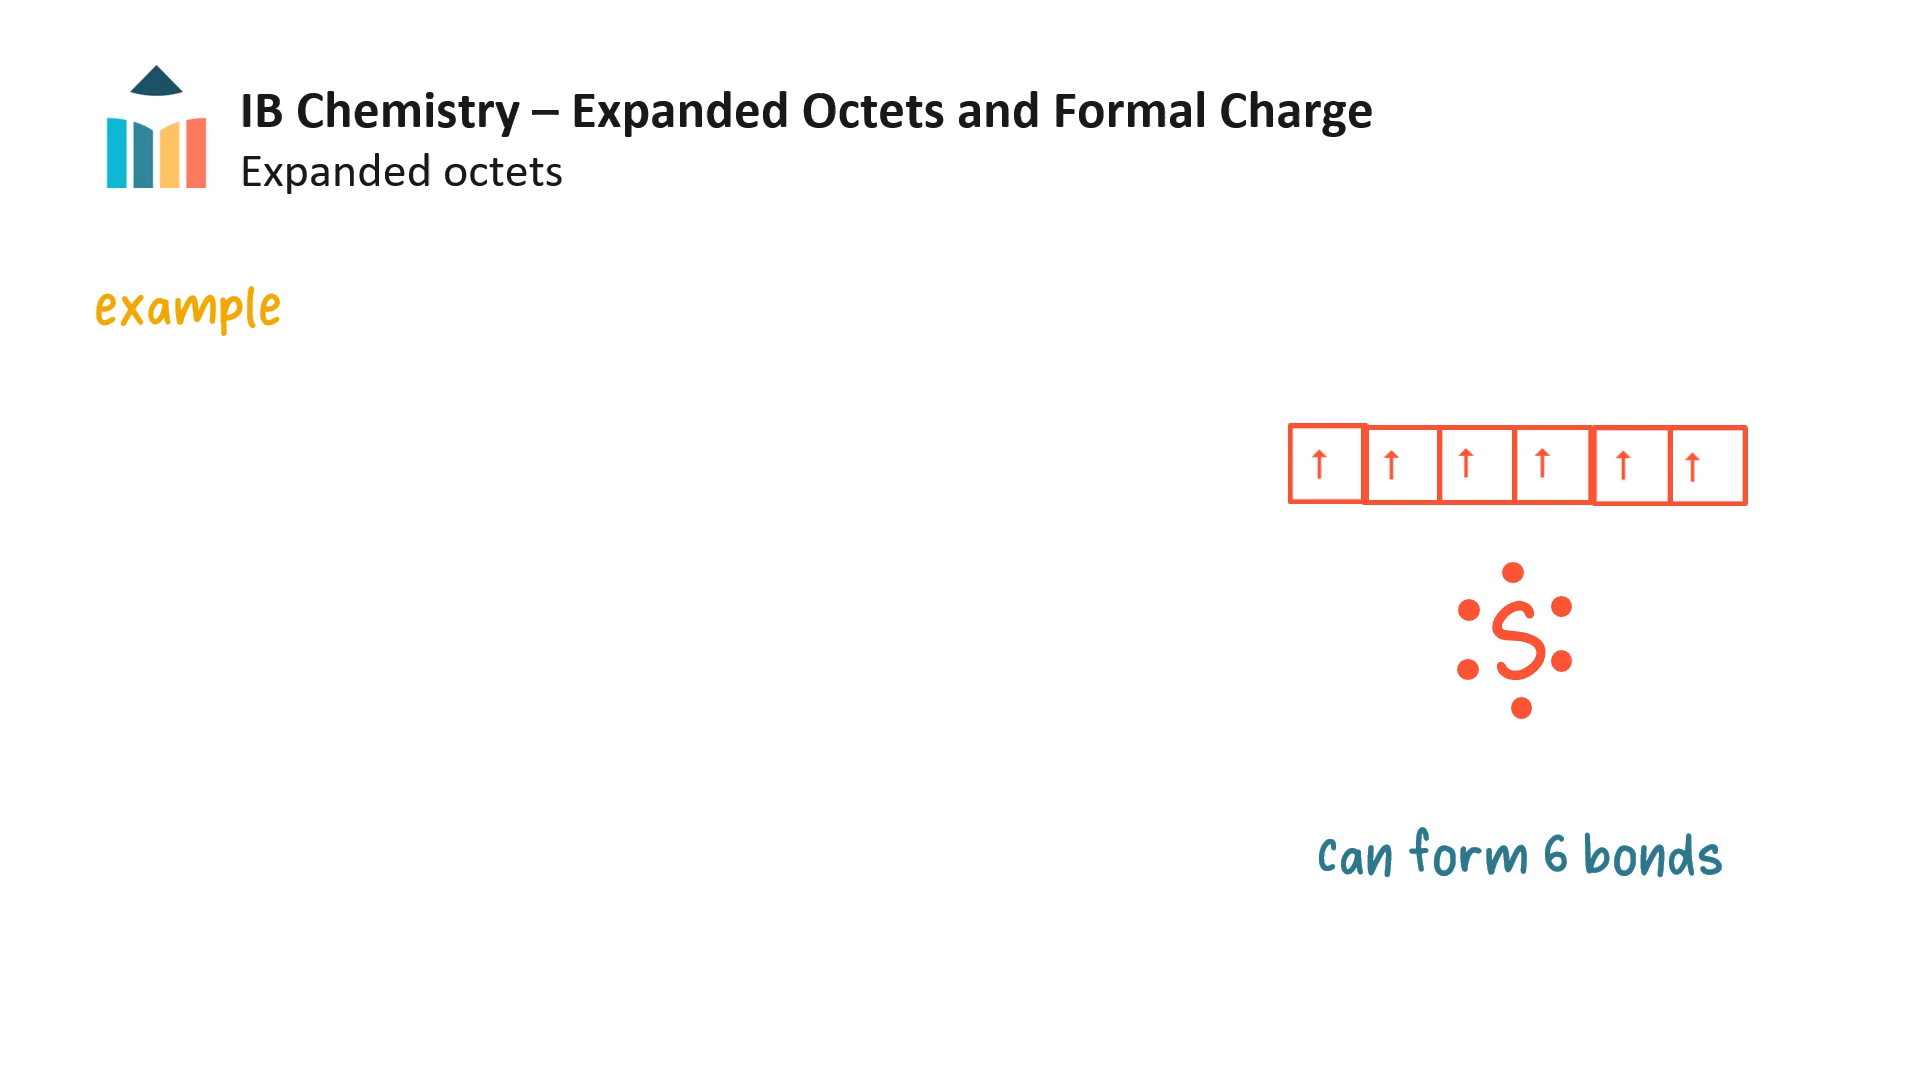 IB Chemistry – Expanded Octets and Formal Charge
Expanded octets
example
↑ ↑ ↑ ↑ ↑ ↑
S
can form 6 bonds